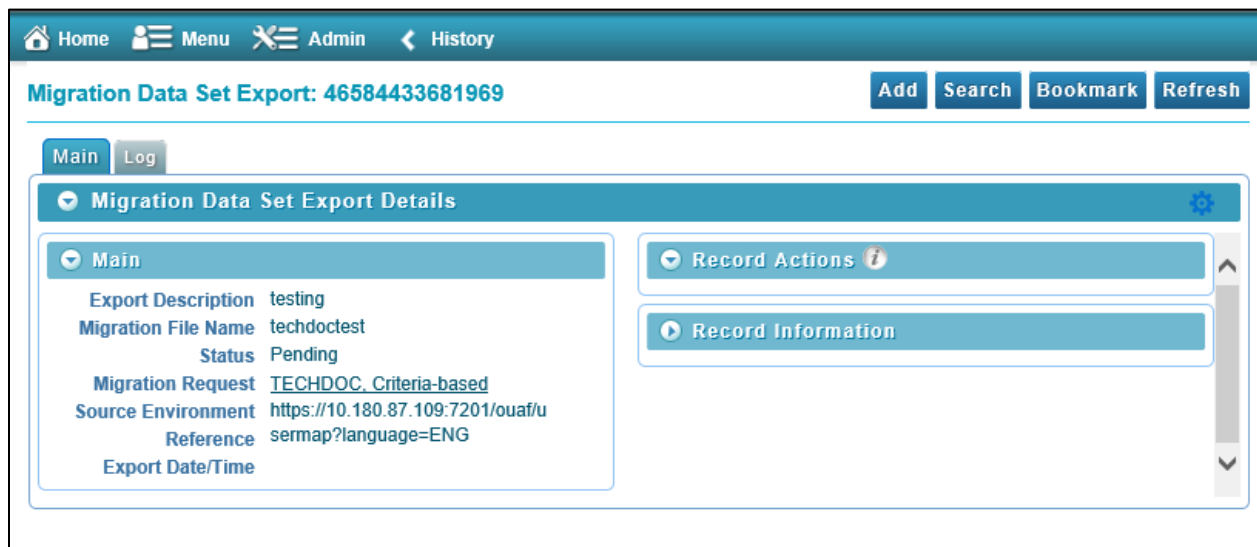 Home Menu Admin History
Migration Data Set Export: 46584433681969
Add Search Bookmark Refresh
Main Log
Migration Data Set Export Details
Main
Export Description testing
Migration File Name techdoctest
Status Pending
Migration Request TECHDOC, Criteria-based
Source Environment https://10.180.87.109:7201/ouaf/u
Reference sermap?language=ENG
Export Date/Time
Record Actions i
Record Information